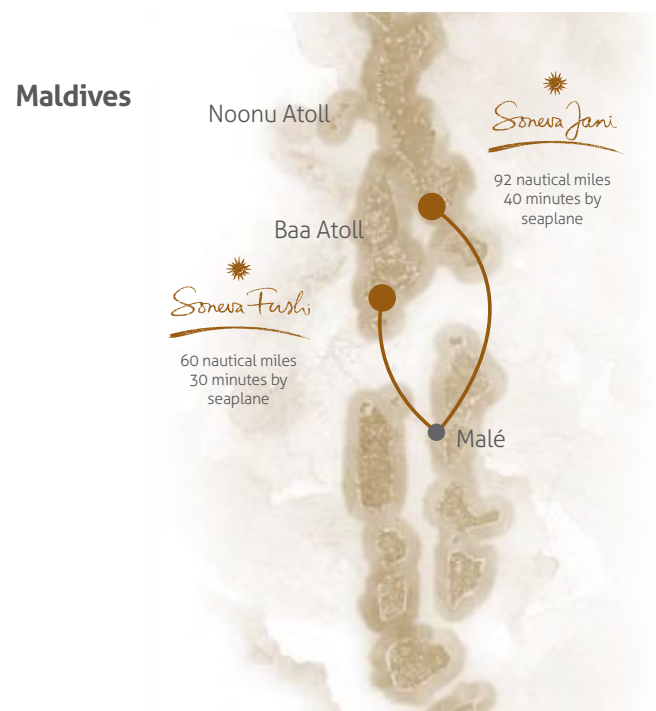 Maldives
Noonu Atoll
Soneva Jani
92 nautical miles
40 minutes by
seaplane
Baa Atoll
Soneva Fushi
60 nautical miles
30 minutes by
seaplane
Malé